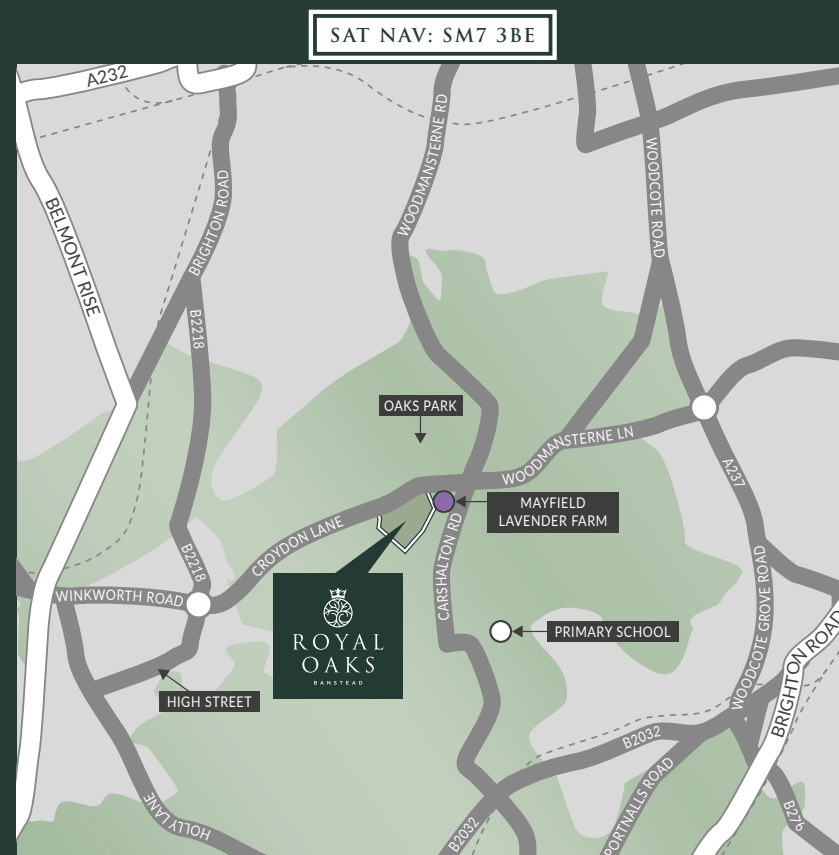 SAT NAV: SM7 3BE
A232
BELMONT RISE
BRIGHTON ROAD
B2218
WOODMANSTERNE RD
WOODCOTE ROAD
OAKS PARK
WOODMANSTERNE LN
MAYFIELD
LAVENDER FARM
A237
CROYDON LANE
B2218
CARSHALTON RD
WINKWORTH ROAD
ROYAL
OAKS
BANSTEAD
PRIMARY SCHOOL
WOODCOTE GROVE ROAD
BRIGHTON ROAD
HIGH STREET
B2032
PORTNALLS ROAD
B276
HOLLY LANE
B2032